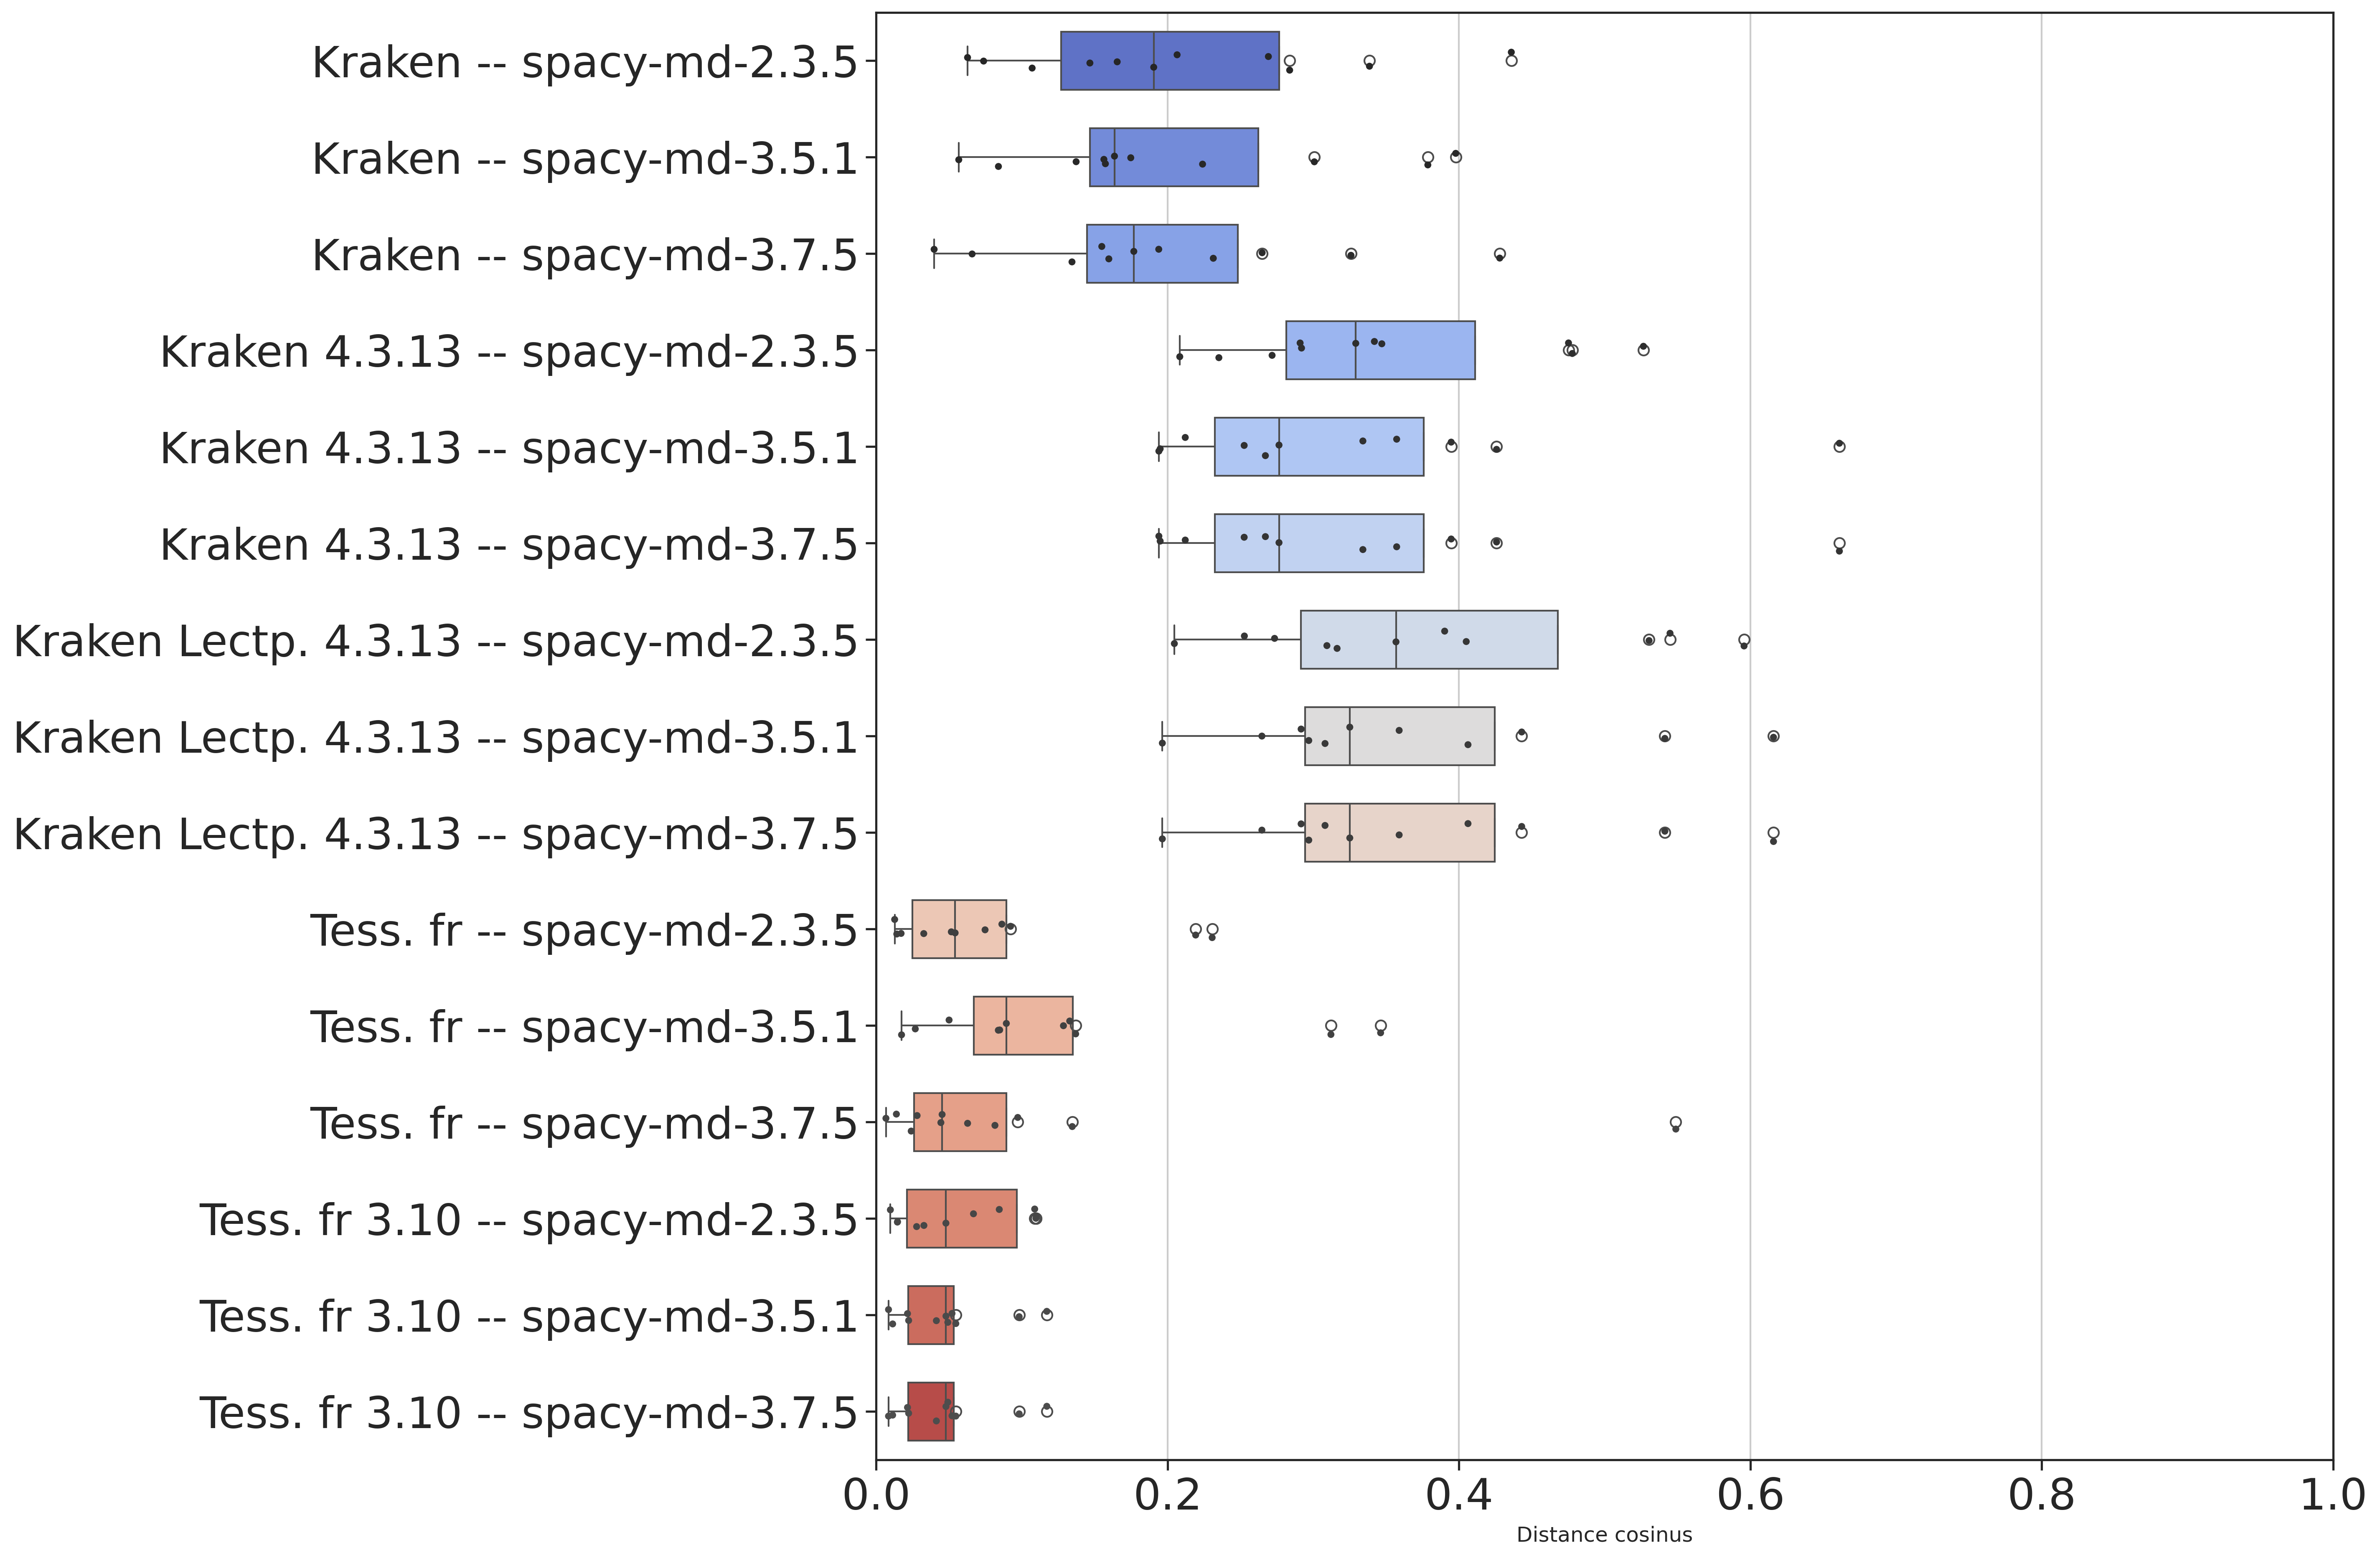 Kraken -- spacy-md-2.3.5
Kraken -- spacy-md-3.5.1
Kraken -- spacy-md-3.7.5
Kraken 4.3.13 -- spacy-md-2.3.5
Kraken 4.3.13 -- spacy-md-3.5.1
Kraken 4.3.13 -- spacy-md-3.7.5
Kraken Lectp. 4.3.13 -- spacy-md-2.3.5
Kraken Lectp. 4.3.13 -- spacy-md-3.5.1
Kraken Lectp. 4.3.13 -- spacy-md-3.7.5
Tess. fr -- spacy-md-2.3.5
Tess. fr -- spacy-md-3.5.1
Tess. fr -- spacy-md-3.7.5
Tess. fr 3.10 -- spacy-md-2.3.5
Tess. fr 3.10 -- spacy-md-3.5.1
Tess. fr 3.10 -- spacy-md-3.7.5
0.0 0.2 0.4 0.6 0.8 1.0
Distance cosinus